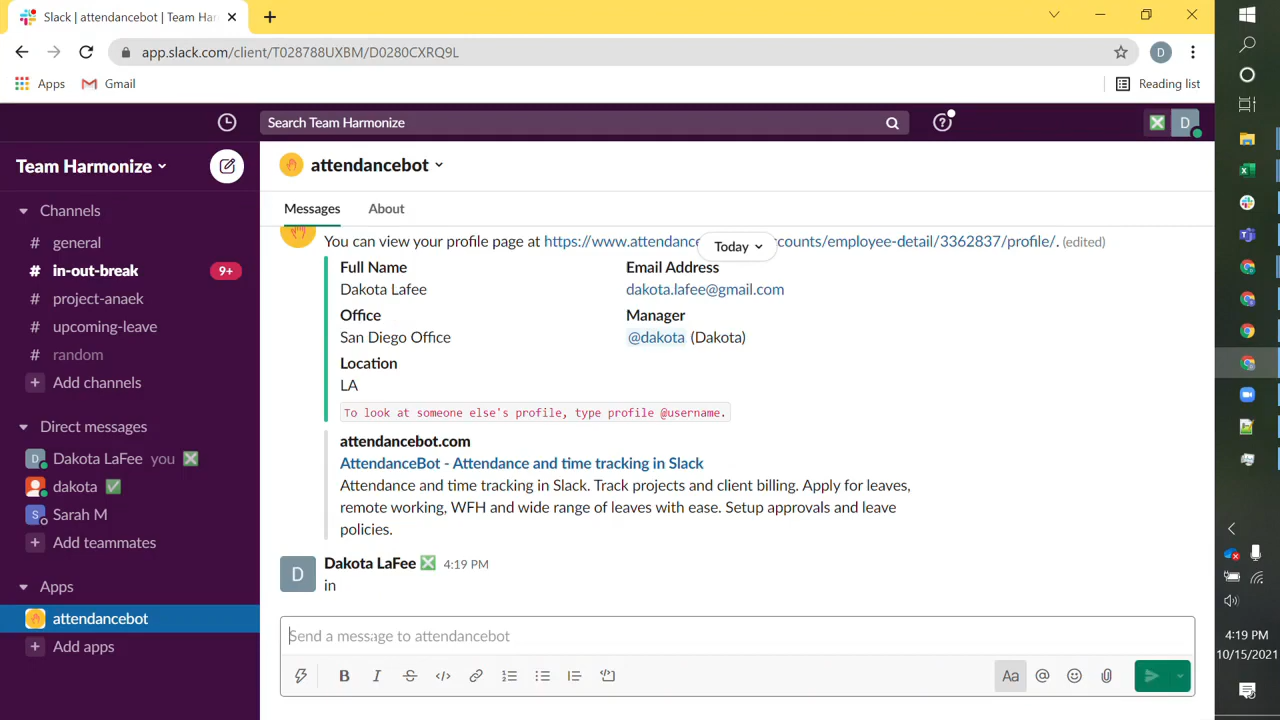 Slack | attendancebot | Team Har
app.slack.com/client/T028788UXBM/D0280CXRQ9L
D
Apps
Gmail
Reading list
Search Team Harmonize
D
Team Harmonize
Channels
# general
# in-out-break 9+
# project-anaek
# upcoming-leave
# random
+ Add channels
Direct messages
D Dakota LaFee you
dakota
S Sarah M
+ Add teammates
Apps
attendancebot
+ Add apps
attendancebot
Messages About
You can view your profile page at https://www.attendance counts/employee-detail/3362837/profile/. (edited)
Today
Full Name Email Address
Dakota Lafee dakota.lafee@gmail.com
Office Manager
San Diego Office @dakota (Dakota)
Location
LA
To look at someone else's profile, type profile @username.
attendancebot.com
AttendanceBot - Attendance and time tracking in Slack
Attendance and time tracking in Slack. Track projects and client billing. Apply for leaves,
remote working, WFH and wide range of leaves with ease. Setup approvals and leave
policies.
D Dakota LaFee 4:19 PM
in
Send a message to attendancebot
B I S Aa @
4:19 PM
10/15/2021